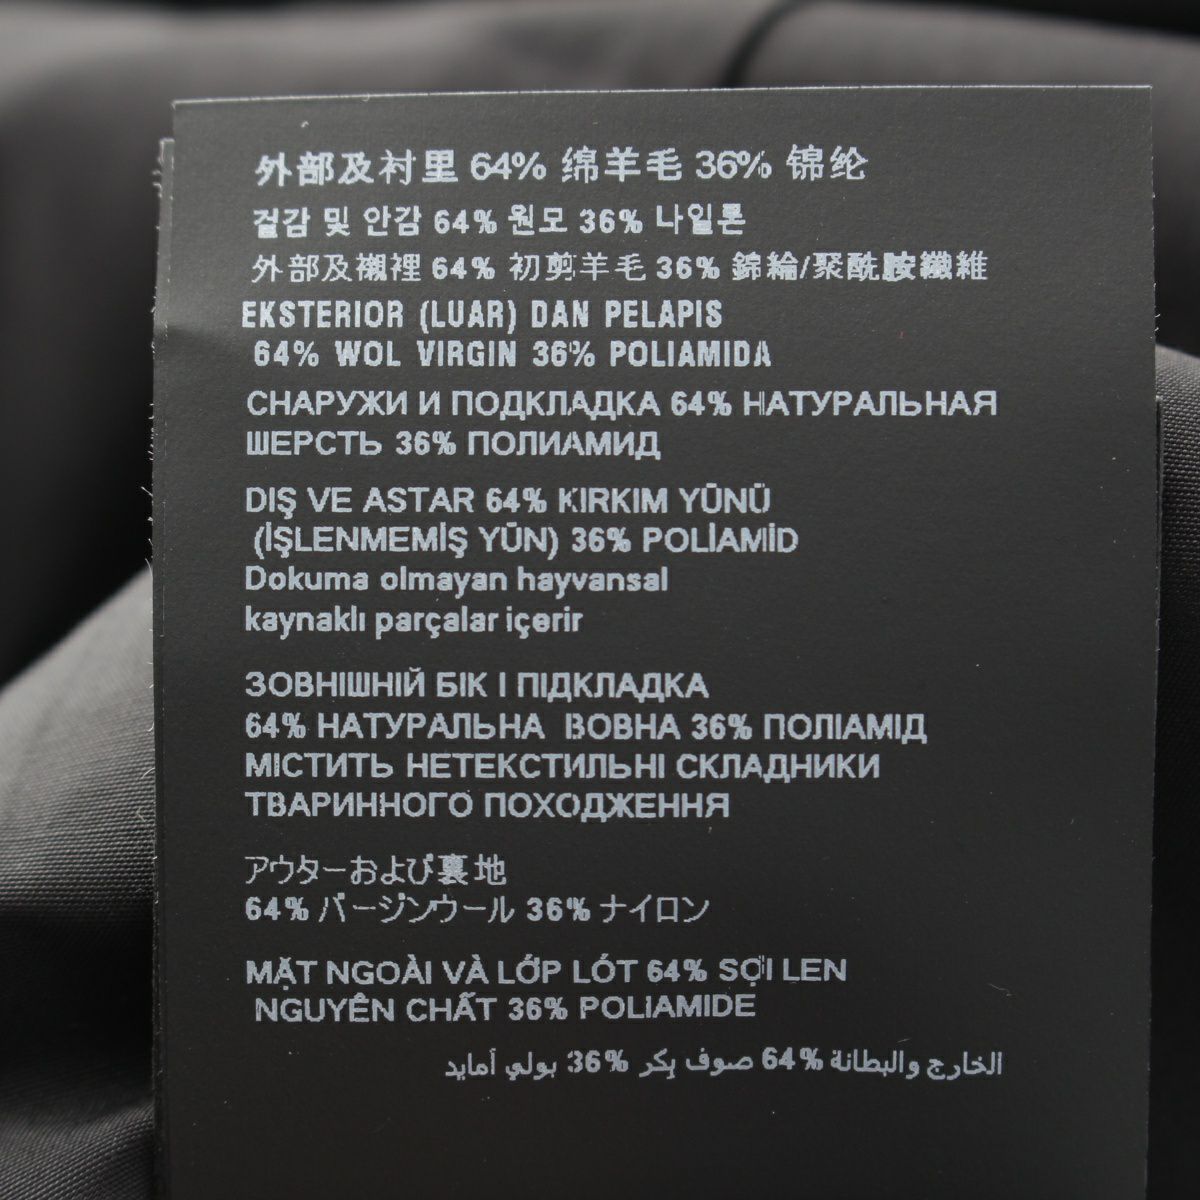 外部及衬里 64% 绵羊毛 36% 锦纶
겉감 및 안감 64% 원모 36% 나일론
外部及襯裡 64% 初剪羊毛 36% 錦綸/聚酰胺纖維
EKSTERIOR (LUAR) DAN PELAPIS
64% WOL VIRGIN 36% POLIAMIDA
СНАРУЖИ И ПОДКЛАДКА 64% НАТУРАЛЬНАЯ
ШЕРСТЬ 36% ПОЛИАМИД
DIŞ VE ASTAR 64% KIRKIM YÜNÜ
(İŞLENMEMİŞ YÜN) 36% POLİAMİD
Dokuma olmayan hayvansal
kaynaklı parçalar içerir
ЗОВНІШНІЙ БІК І ПІДКЛАДКА
64% НАТУРАЛЬНА ВОВНА 36% ПОЛІАМІД
МІСТИТЬ НЕТЕКСТИЛЬНІ СКЛАДНИКИ
ТВАРИННОГО ПОХОДЖЕННЯ
アウターおよび裏地
64% バージンウール 36% ナイロン
MẶT NGOÀI VÀ LỚP LÓT 64% SỢI LEN
NGUYÊN CHẤT 36% POLIAMIDE
الخارج والبطانة 64% صوف بِكر 36% بولي أمايد